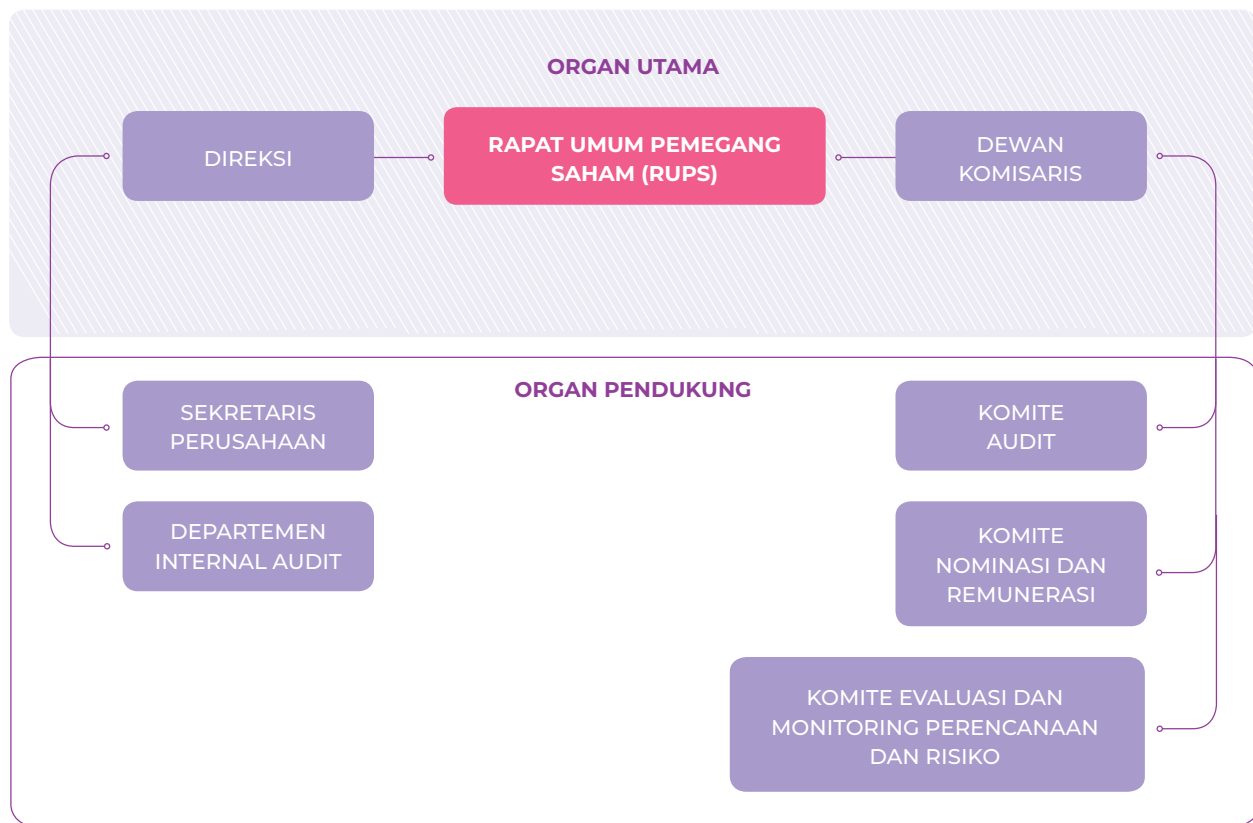 ORGAN UTAMA
DIREKSI
RAPAT UMUM PEMEGANG
SAHAM (RUPS)
DEWAN
KOMISARIS
ORGAN PENDUKUNG
SEKRETARIS
PERUSAHAAN
DEPARTEMEN
INTERNAL AUDIT
KOMITE
AUDIT
KOMITE
NOMINASI DAN
REMUNERASI
KOMITE EVALUASI DAN
MONITORING PERENCANAAN
DAN RISIKO